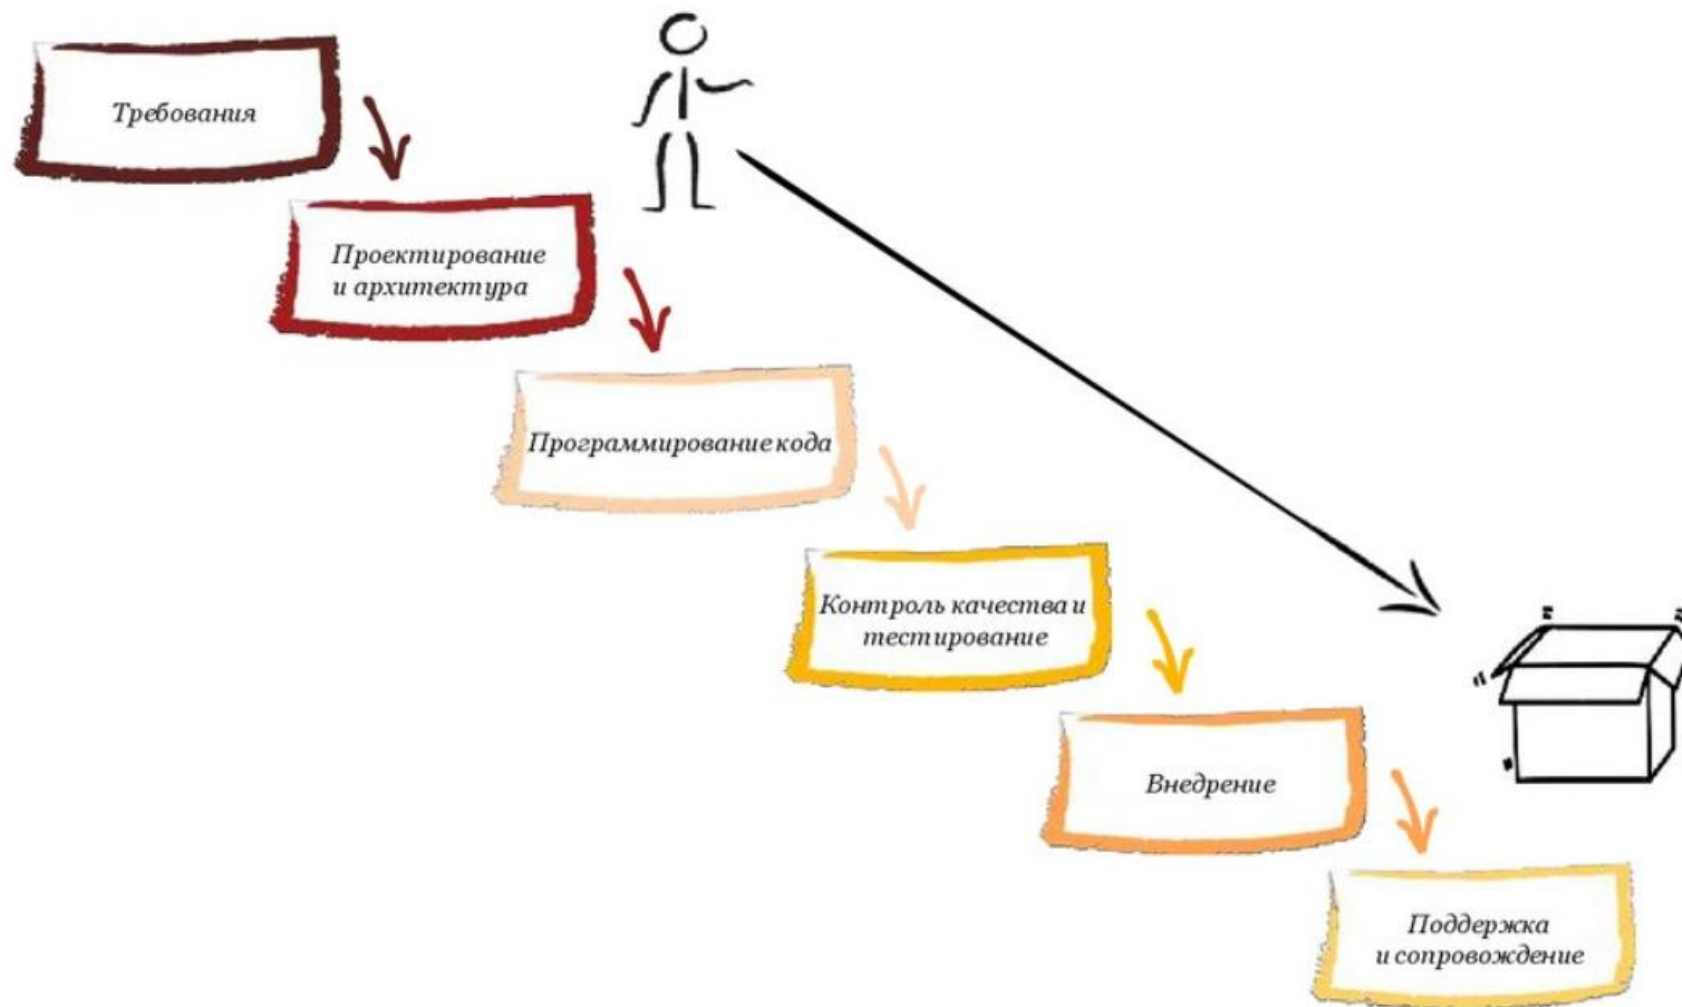 Требования
Проектирование
и архитектура
Программирование кода
Контроль качества и
тестирование
Внедрение
Поддержка
и сопровождение